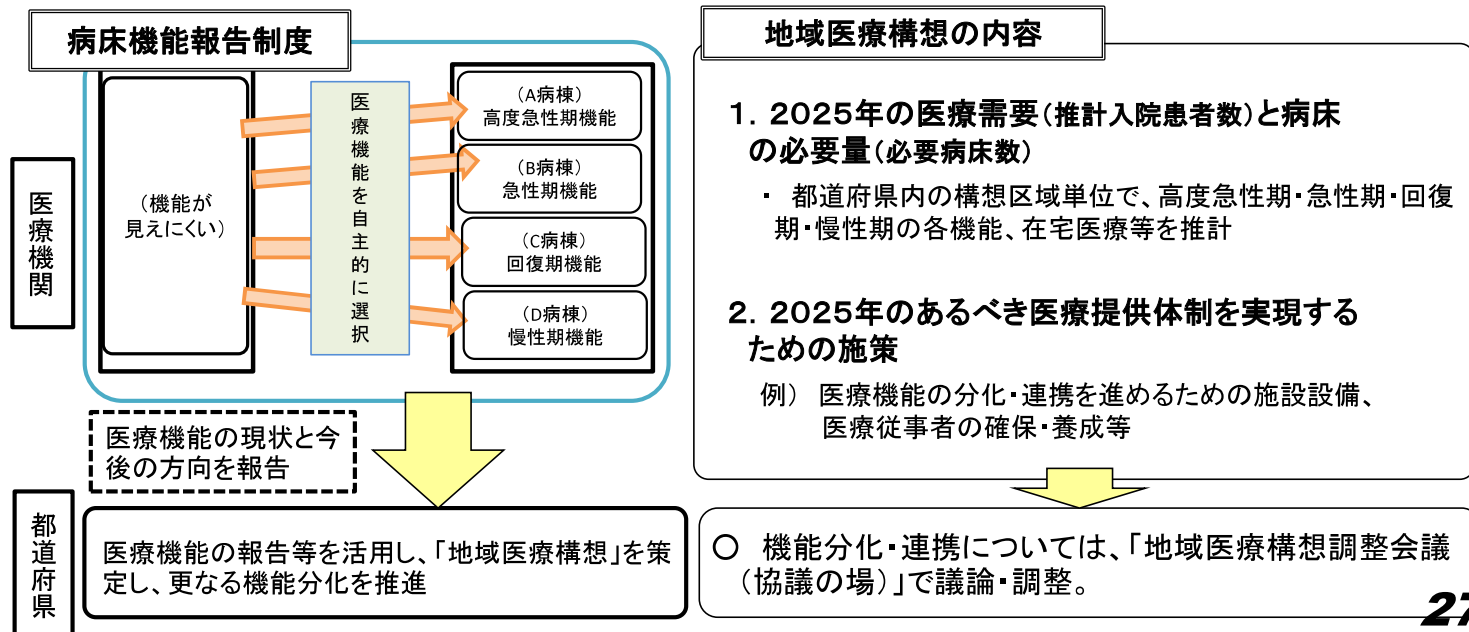 病床機能報告制度
医療機関
(機能が
見えにくい)
医療機能を自主的に選択
(A病棟)
高度急性期機能
(B病棟)
急性期機能
(C病棟)
回復期機能
(D病棟)
慢性期機能
医療機能の現状と今
後の方向を報告
都道府県
医療機能の報告等を活用し、「地域医療構想」を策
定し、更なる機能分化を推進
地域医療構想の内容
1. 2025年の医療需要(推計入院患者数)と病床
の必要量(必要病床数)
・ 都道府県内の構想区域単位で、高度急性期・急性期・回復
期・慢性期の各機能、在宅医療等を推計
2. 2025年のあるべき医療提供体制を実現する
ための施策
例) 医療機能の分化・連携を進めるための施設設備、
医療従事者の確保・養成等
○ 機能分化・連携については、「地域医療構想調整会議
(協議の場)」で議論・調整。
27